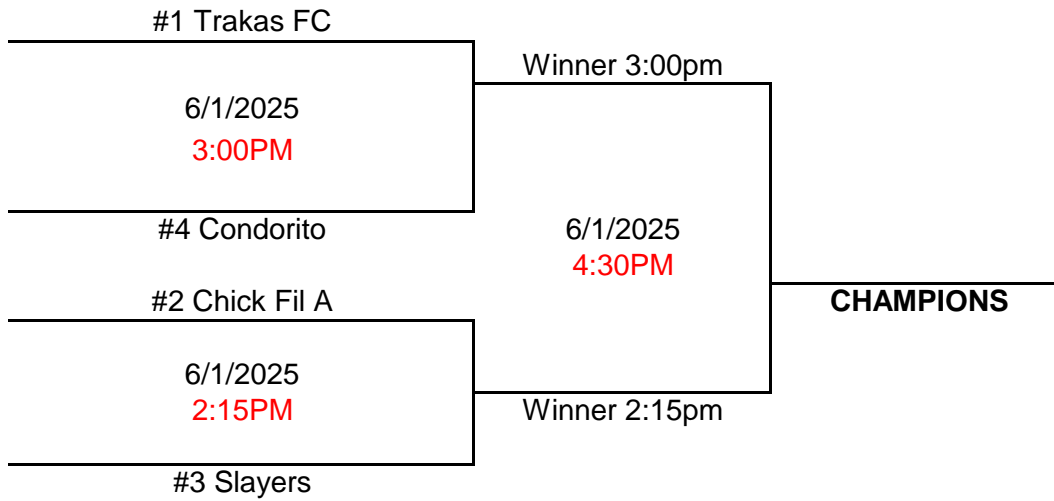 #1 Trakas FC
Winner 3:00pm
6/1/2025
3:00PM
#4 Condorito
6/1/2025
4:30PM
#2 Chick Fil A
CHAMPIONS
6/1/2025
2:15PM
Winner 2:15pm
#3 Slayers